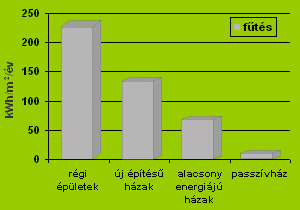 kWh/m²/év
250
200
150
100
50
0
fűtés
régi épületek
új építésű házak
alacsony energiájú házak
passzívház